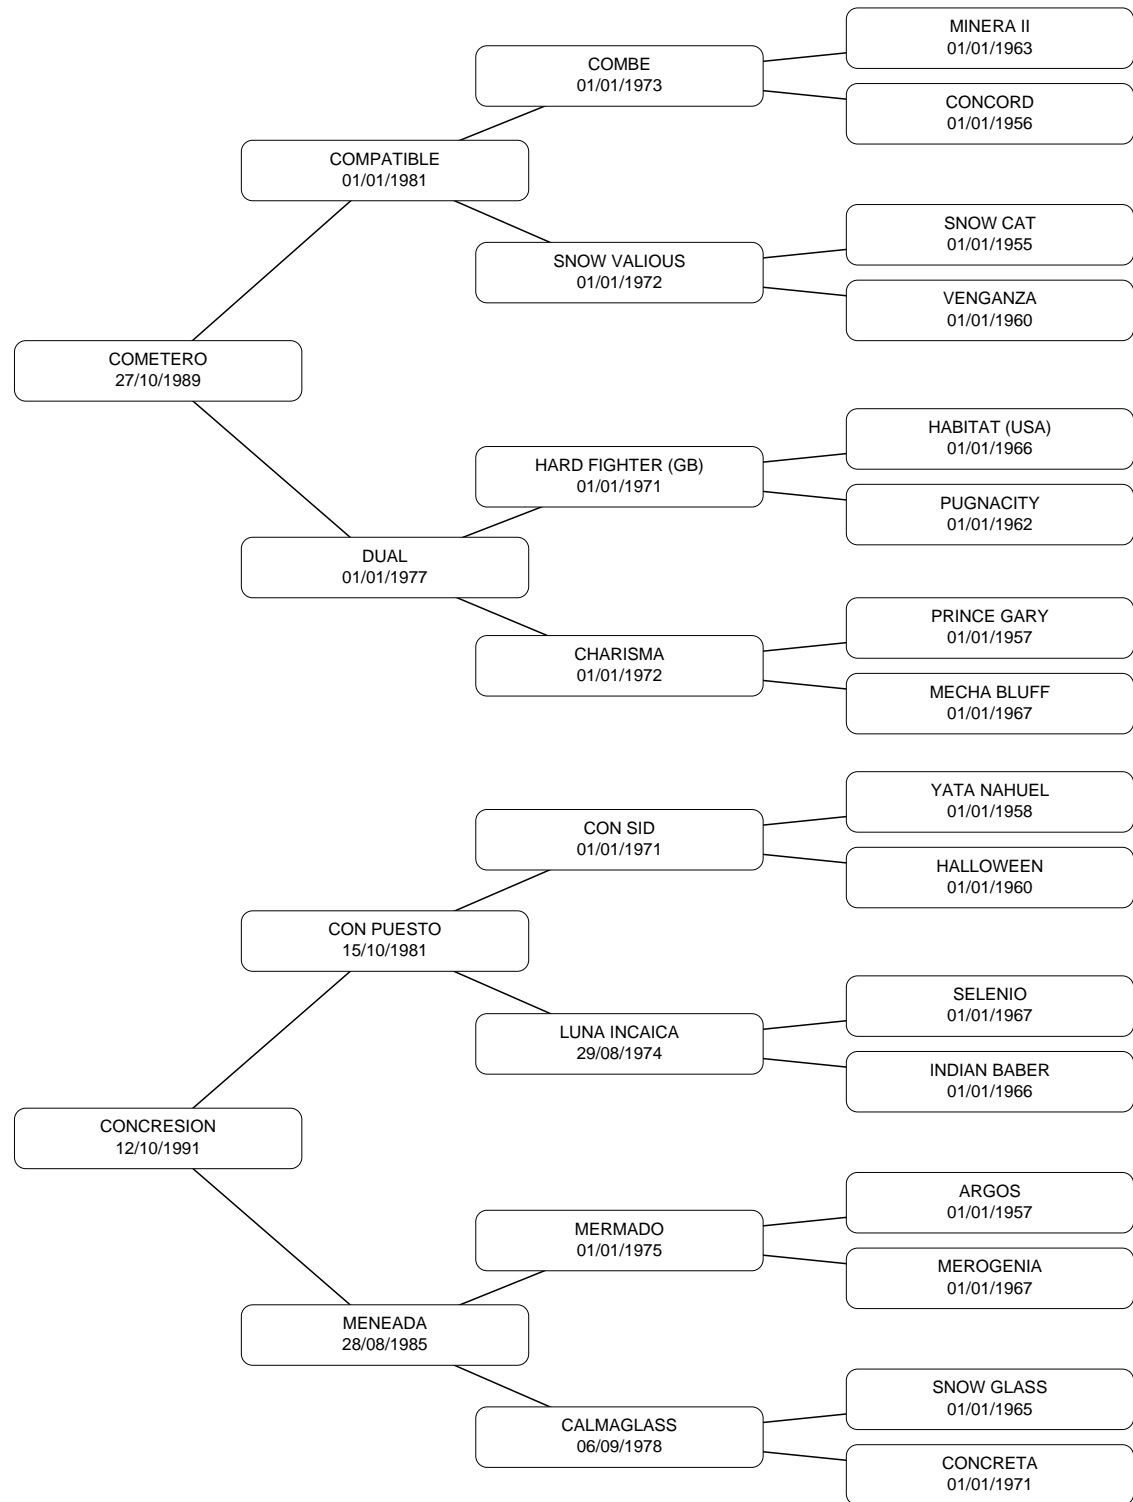 MINERA II
01/01/1963
COMBE
01/01/1973
CONCORD
01/01/1956
COMPATIBLE
01/01/1981
SNOW CAT
01/01/1955
SNOW VALIOUS
01/01/1972
VENGANZA
01/01/1960
COMETERO
27/10/1989
HABITAT (USA)
01/01/1966
HARD FIGHTER (GB)
01/01/1971
PUGNACITY
01/01/1962
DUAL
01/01/1977
PRINCE GARY
01/01/1957
CHARISMA
01/01/1972
MECHA BLUFF
01/01/1967
YATA NAHUEL
01/01/1958
CON SID
01/01/1971
HALLOWEEN
01/01/1960
CON PUESTO
15/10/1981
SELENIO
01/01/1967
LUNA INCAICA
29/08/1974
INDIAN BABER
01/01/1966
CONCRESION
12/10/1991
ARGOS
01/01/1957
MERMADO
01/01/1975
MEROGENIA
01/01/1967
MENEADA
28/08/1985
SNOW GLASS
01/01/1965
CALMAGLASS
06/09/1978
CONCRETA
01/01/1971